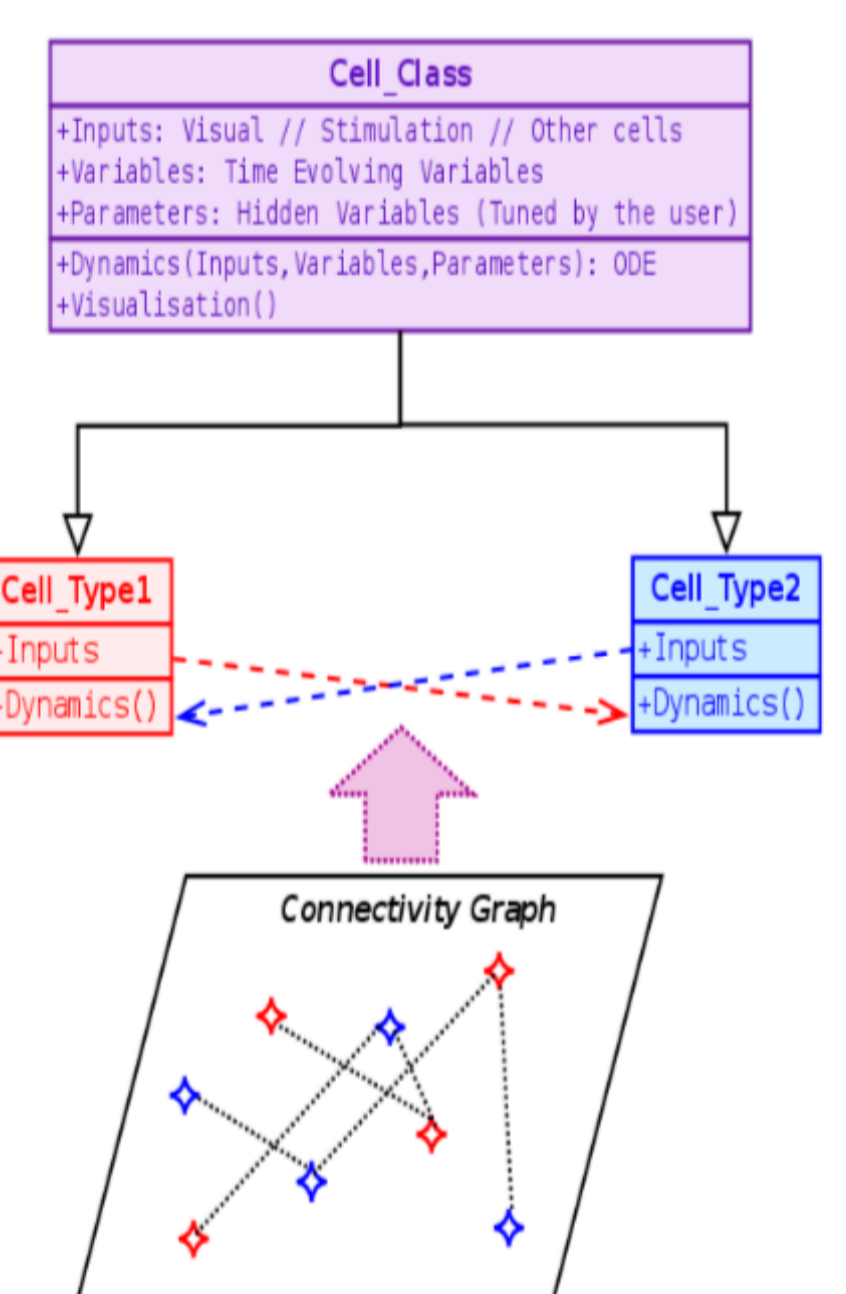 Cell_Class
+Inputs: Visual // Stimulation // Other cells
+Variables: Time Evolving Variables
+Parameters: Hidden Variables (Tuned by the user)
+Dynamics(Inputs,Variables,Parameters): ODE
+Visualisation()
Cell_Type1
+Inputs
+Dynamics()
Cell_Type2
+Inputs
+Dynamics()
Connectivity Graph